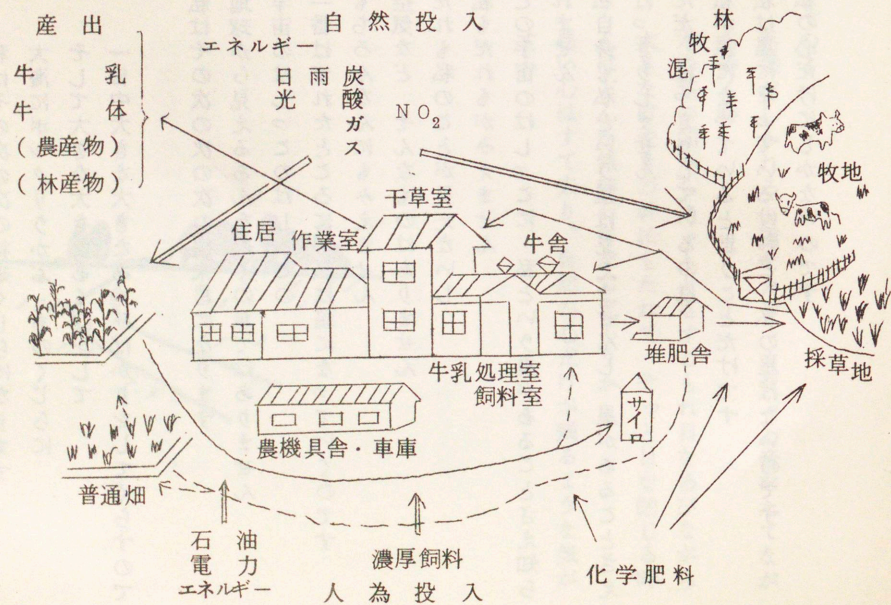 産出
牛乳
牛体
(農産物)
(林産物)
自然投入
エネルギー
日光
雨
炭酸ガス
NO2
混牧林
牧地
採草地
干草室
住居
作業室
牛舎
牛乳処理室
飼料室
堆肥舎
サイロ
農機具舎・車庫
普通畑
石油
電力
エネルギー
濃厚飼料
人為投入
化学肥料